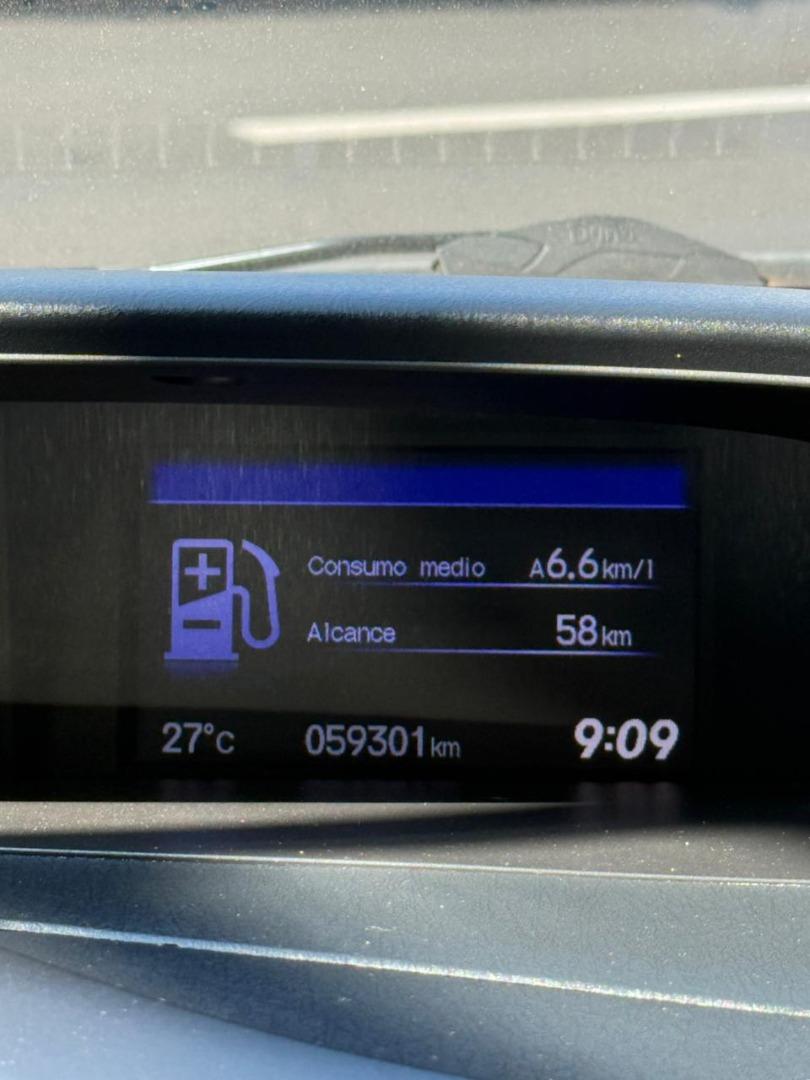 Consumo medio A6.6km/l
Alcance 58km
27°C 059301km 9:09